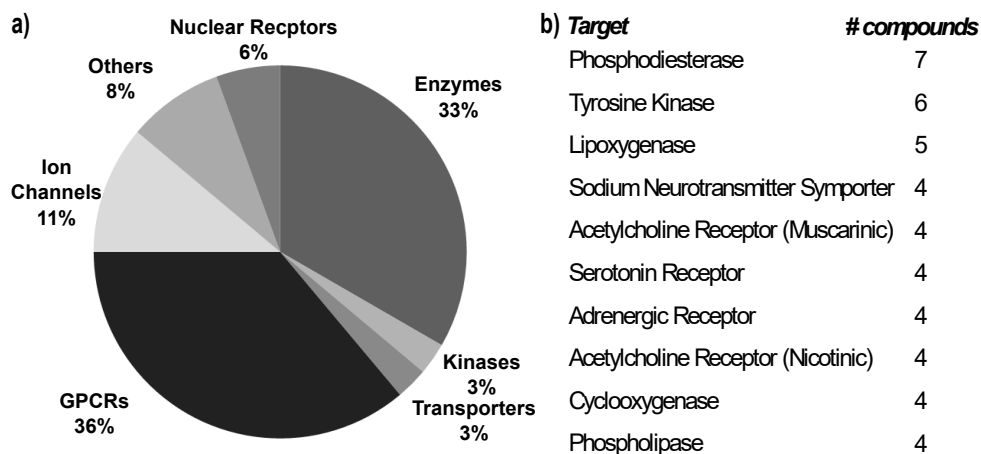 a)
Nuclear Recptors
6%
Others
8%
Enzymes
33%
Ion
Channels
11%
Kinases
3%
Transporters
3%
GPCRs
36%
b) Target # compounds
Phosphodiesterase 7
Tyrosine Kinase 6
Lipoxygenase 5
Sodium Neurotransmitter Symporter 4
Acetylcholine Receptor (Muscarinic) 4
Serotonin Receptor 4
Adrenergic Receptor 4
Acetylcholine Receptor (Nicotinic) 4
Cyclooxygenase 4
Phospholipase 4